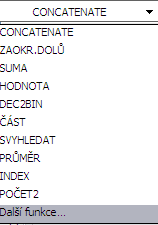 CONCATENATE
CONCATENATE
ZAOKR.DOLŮ
SUMA
HODNOTA
DEC2BIN
ČÁST
SVYHLEDAT
PRŮMĚR
INDEX
POČET2
Další funkce...